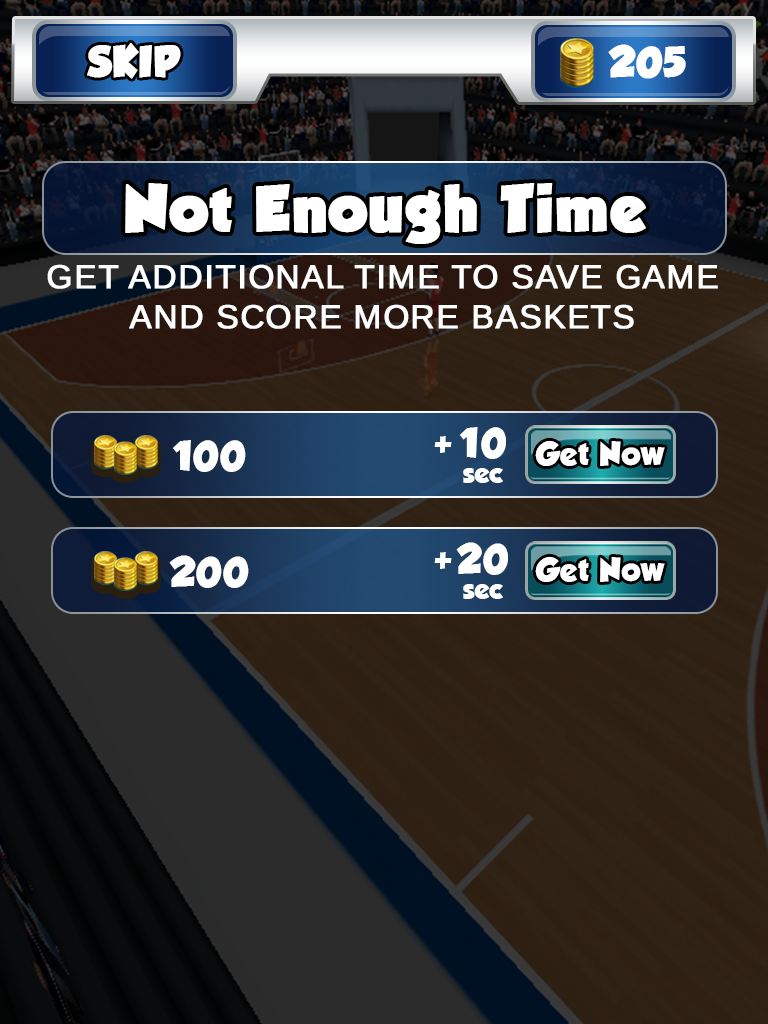 SKIP
205
Not Enough Time
GET ADDITIONAL TIME TO SAVE GAME
AND SCORE MORE BASKETS
100
+10
sec
Get Now
200
+20
sec
Get Now